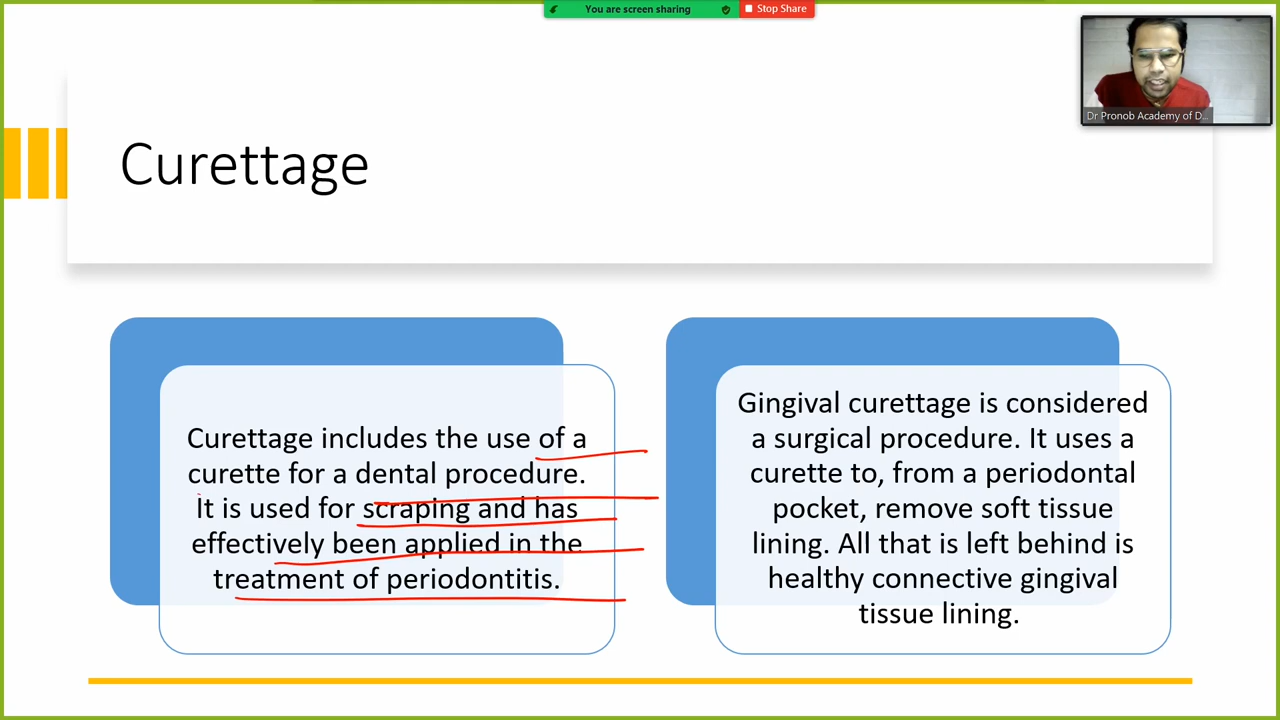 You are screen sharing
Stop Share
Dr Pronob Academy of D...
Curettage
Curettage includes the use of a
curette for a dental procedure.
It is used for scraping and has
effectively been applied in the
treatment of periodontitis.
Gingival curettage is considered
a surgical procedure. It uses a
curette to, from a periodontal
pocket, remove soft tissue
lining. All that is left behind is
healthy connective gingival
tissue lining.